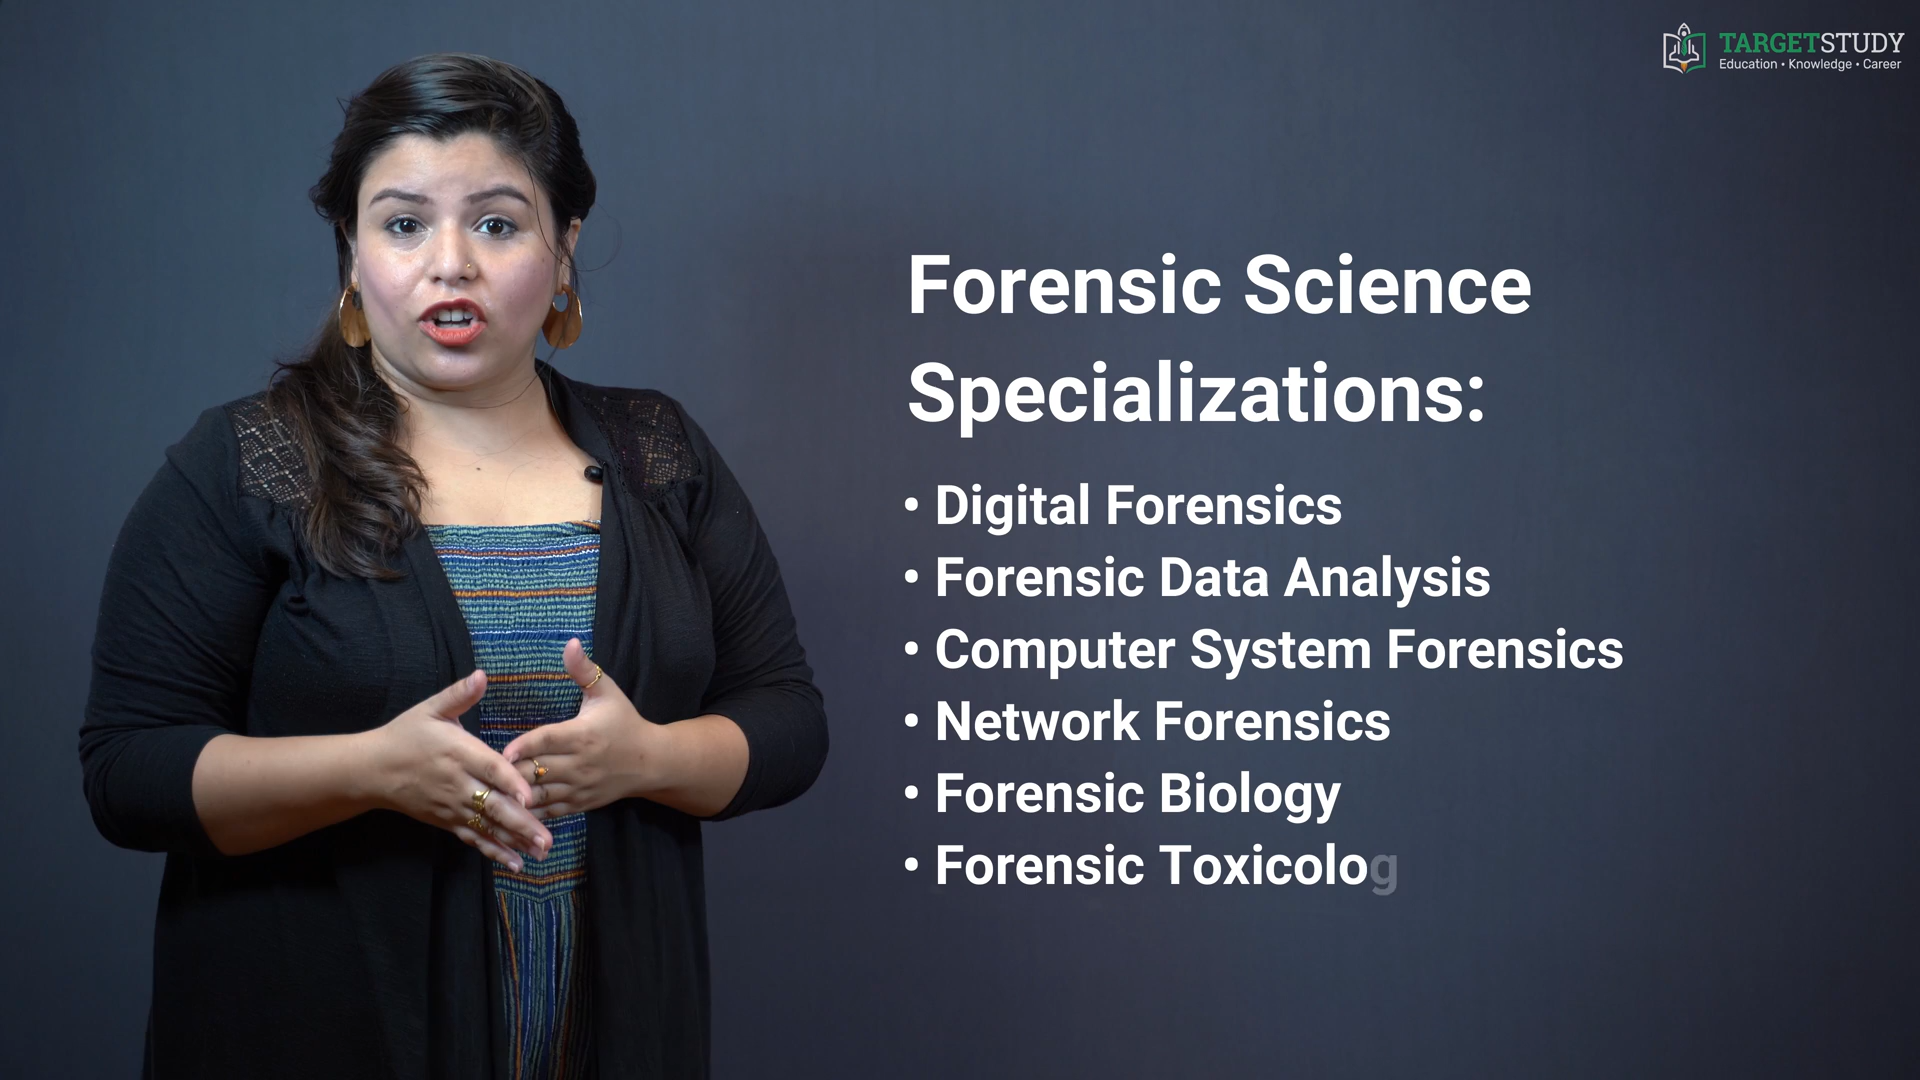 TARGETSTUDY
Education • Knowledge • Career
Forensic Science
Specializations:
• Digital Forensics
• Forensic Data Analysis
• Computer System Forensics
• Network Forensics
• Forensic Biology
• Forensic Toxicolog